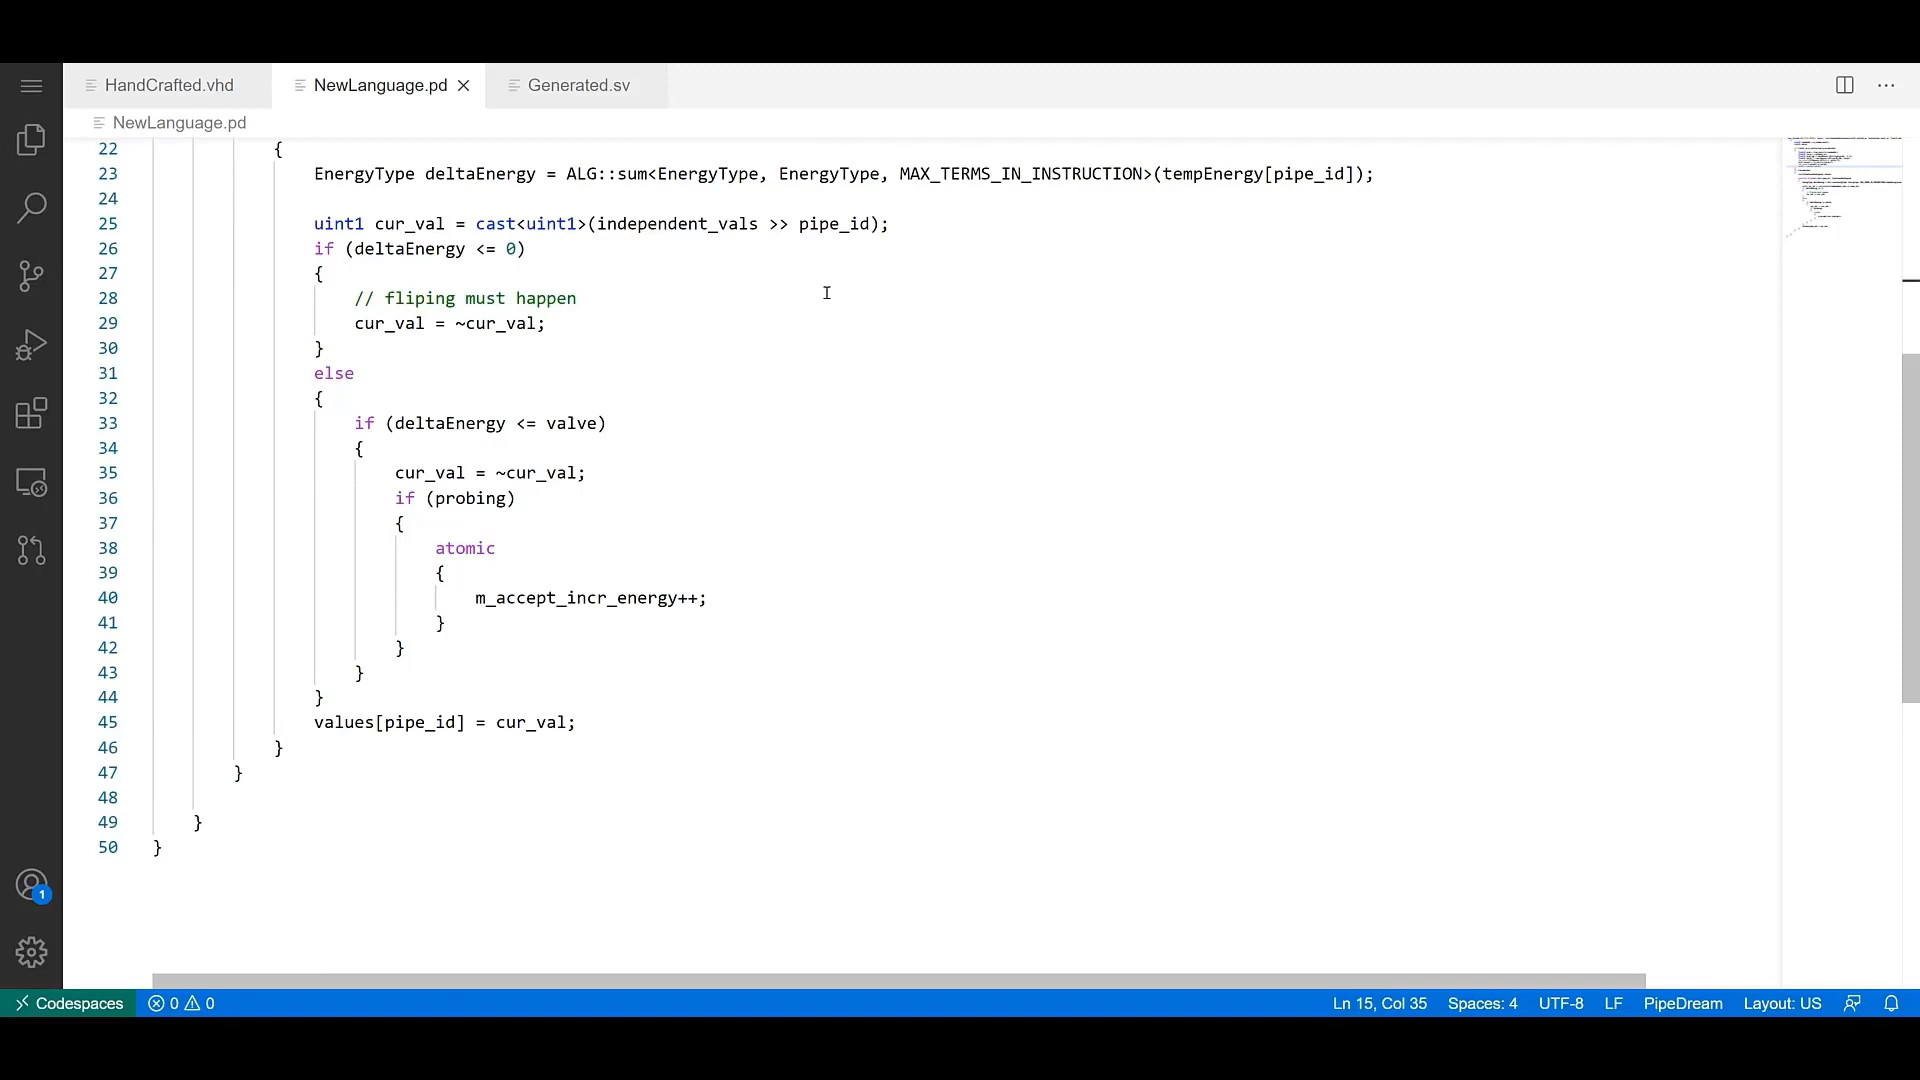 HandCrafted.vhd NewLanguage.pd Generated.sv
NewLanguage.pd
22 {
23 EnergyType deltaEnergy = ALG::sum<EnergyType, EnergyType, MAX_TERMS_IN_INSTRUCTION>(tempEnergy[pipe_id]);
24
25 uint1 cur_val = cast<uint1>(independent_vals >> pipe_id);
26 if (deltaEnergy <= 0)
27 {
28 // fliping must happen
29 cur_val = ~cur_val;
30 }
31 else
32 {
33 if (deltaEnergy <= valve)
34 {
35 cur_val = ~cur_val;
36 if (probing)
37 {
38 atomic
39 {
40 m_accept_incr_energy++;
41 }
42 }
43 }
44 }
45 values[pipe_id] = cur_val;
46 }
47 }
48
49 }
50 }
1
Codespaces 0 0 Ln 15, Col 35 Spaces: 4 UTF-8 LF PipeDream Layout: US